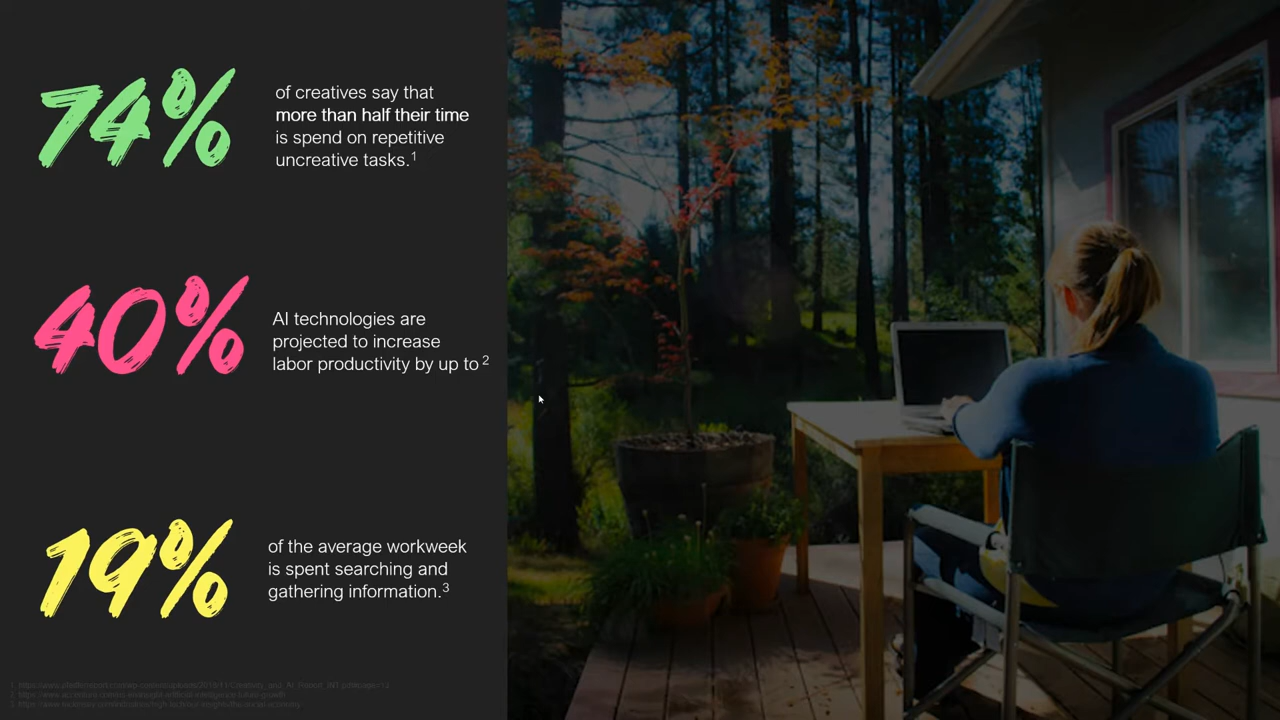 74%
of creatives say that
more than half their time
is spend on repetitive
uncreative tasks.1
40%
AI technologies are
projected to increase
labor productivity by up to 2
19%
of the average workweek
is spent searching and
gathering information.3